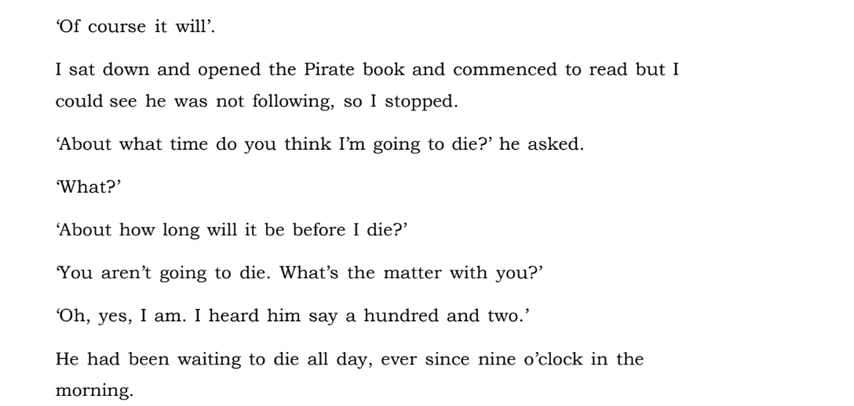 ‘Of course it will’.
I sat down and opened the Pirate book and commenced to read but I
could see he was not following, so I stopped.
‘About what time do you think I’m going to die?’ he asked.
‘What?’
‘About how long will it be before I die?’
‘You aren’t going to die. What’s the matter with you?’
‘Oh, yes, I am. I heard him say a hundred and two.’
He had been waiting to die all day, ever since nine o’clock in the
morning.